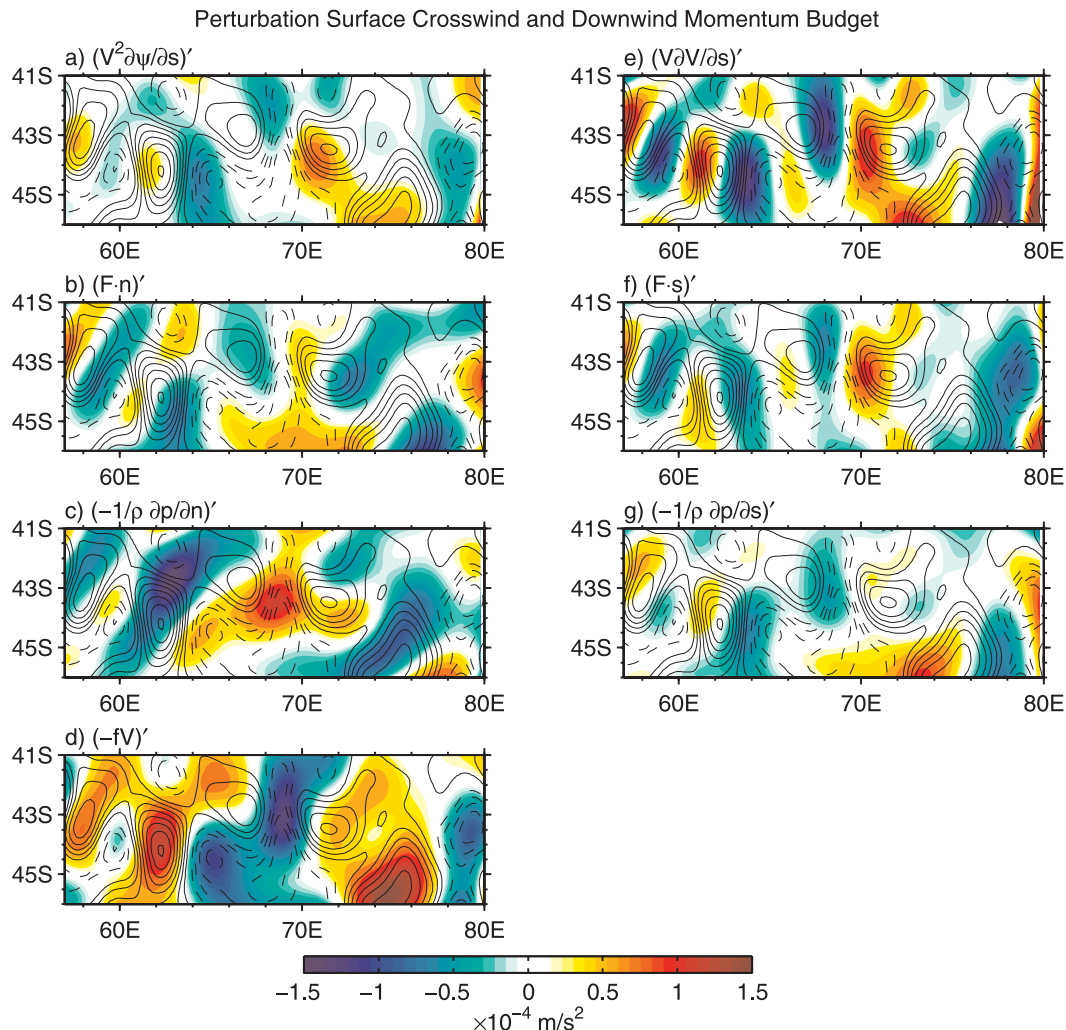 Perturbation Surface Crosswind and Downwind Momentum Budget
a) (V²∂ψ/∂s)′
41S
43S
45S
60E 70E 80E
e) (V∂V/∂s)′
41S
43S
45S
60E 70E 80E
b) (F·n)′
41S
43S
45S
60E 70E 80E
f) (F·s)′
41S
43S
45S
60E 70E 80E
c) (−1/ρ ∂p/∂n)′
41S
43S
45S
60E 70E 80E
g) (−1/ρ ∂p/∂s)′
41S
43S
45S
60E 70E 80E
d) (−fV)′
41S
43S
45S
60E 70E 80E
−1.5 −1 −0.5 0 0.5 1 1.5
×10⁻⁴ m/s²